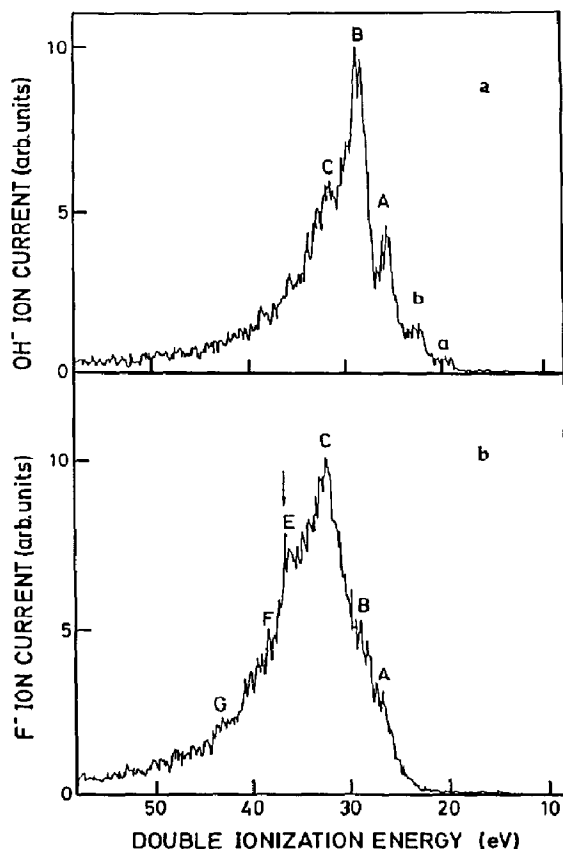 OH⁻ ION CURRENT (arb.units)
10
5
0
B
C
A
b
a
a
F⁻ ION CURRENT (arb.units)
10
5
0
C
E
F
G
B
A
b
50
40
30
20
10
DOUBLE IONIZATION ENERGY (eV)